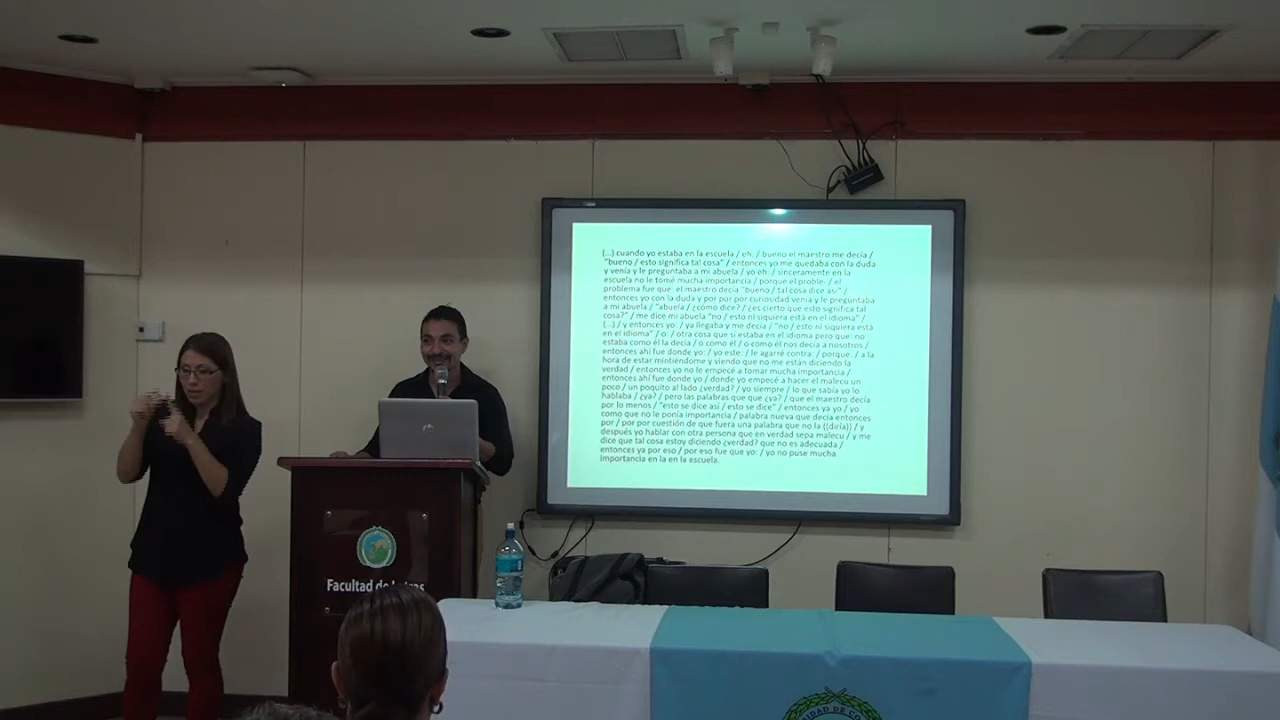 (...) cuando yo estaba en la escuela / eh: / bueno el maestro me decía /
"bueno / esto significa tal cosa" / entonces yo me quedaba con la duda
y venía y le preguntaba a mi abuela / yo eh: / sinceramente en la
escuela no le tomé mucha importancia / porque el proble- / el
problema fue que: el maestro decía "bueno / tal cosa dice así" /
entonces yo con la duda y por por por curiosidad venía y le preguntaba
a mi abuela / "abuela / ¿cómo dice? / ¿es cierto que esto significa tal
cosa?" / me dice mi abuela "no / esto ni siquiera está en el idioma" /
(...) / y entonces yo: / ya llegaba y me decía / "no / esto ni siquiera está
en el idioma" / o: / otra cosa que sí estaba en el idioma pero que: no
estaba como él la decía / o como él / o como él nos decía a nosotros /
entonces ahí fue donde yo: / yo este: / le agarré contra: / porque: / a la
hora de estar mintiéndome y viendo que no me están diciendo la
verdad / entonces yo no le empecé a tomar mucha importancia /
entonces ahí fue donde yo / donde yo empecé a hacer el malecu un
poco / un poquito al lado ¿verdad? / yo siempre / lo que sabía yo lo
hablaba / ¿ya? / pero las palabras que que ¿ya? / que el maestro decía
por lo menos / "esto se dice así / esto se dice" / entonces ya yo / yo
como que no le ponía importancia / palabra nueva que decía entonces
por / por por cuestión de que fuera una palabra que no la ((diría)) / y
después yo hablar con otra persona que en verdad sepa malecu / y me
dice que tal cosa estoy diciendo ¿verdad? que no es adecuada /
entonces ya por eso / por eso fue que yo: / yo no puse mucha
importancia en la en la escuela.
Facultad de Letras